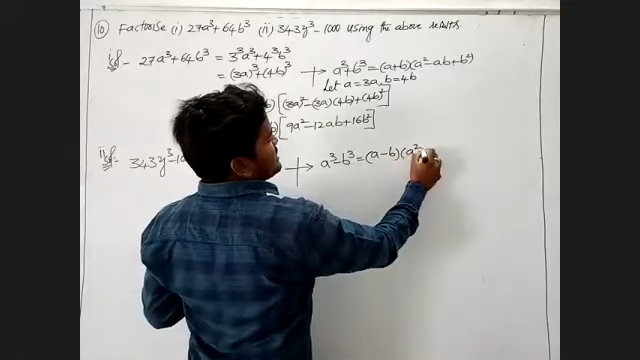 10 Factorise (i) 27a³+64b³ (ii) 343y³-1000 using the above results.
i) Sol:- 27a³+64b³ = 3³a³+4³b³
= (3a)³+(4b)³ → a³+b³=(a+b)(a²-ab+b²)
Let a=3a, b=4b
b)[(3a)²-(3a)(4b)+(4b)²]
b)[9a²-12ab+16b²]
ii) Sol:- 343y³-10 → a³-b³=(a-b)(a²